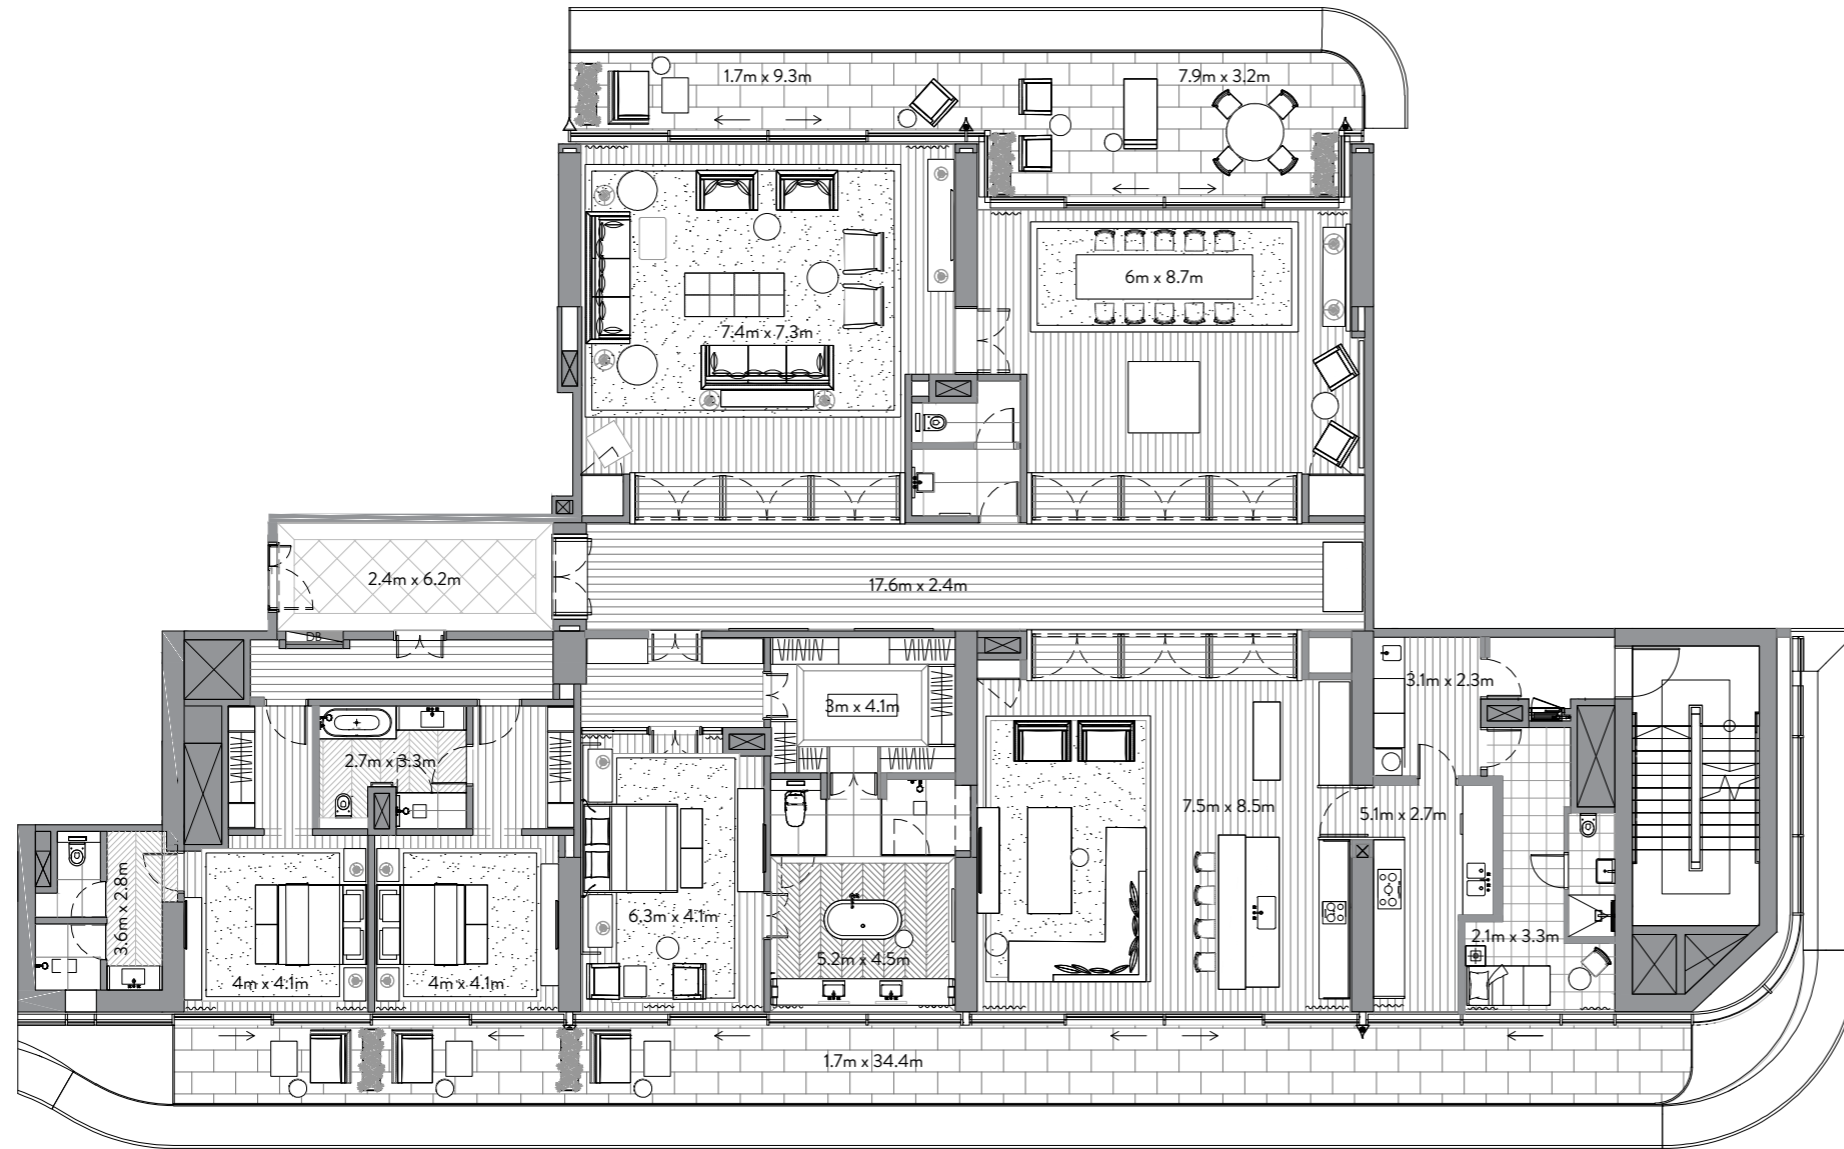 1.7m x 9.3m
7.9m x 3.2m
6m x 8.7m
7.4m x 7.3m
2.4m x 6.2m
17.6m x 2.4m
DB
3.1m x 2.3m
3m x 4.1m
2.7m x 3.3m
7.5m x 8.5m
5.1m x 2.7m
3.6m x 2.8m
6.3m x 4.1m
2.1m x 3.3m
5.2m x 4.5m
4m x 4.1m
4m x 4.1m
1.7m x 34.4m